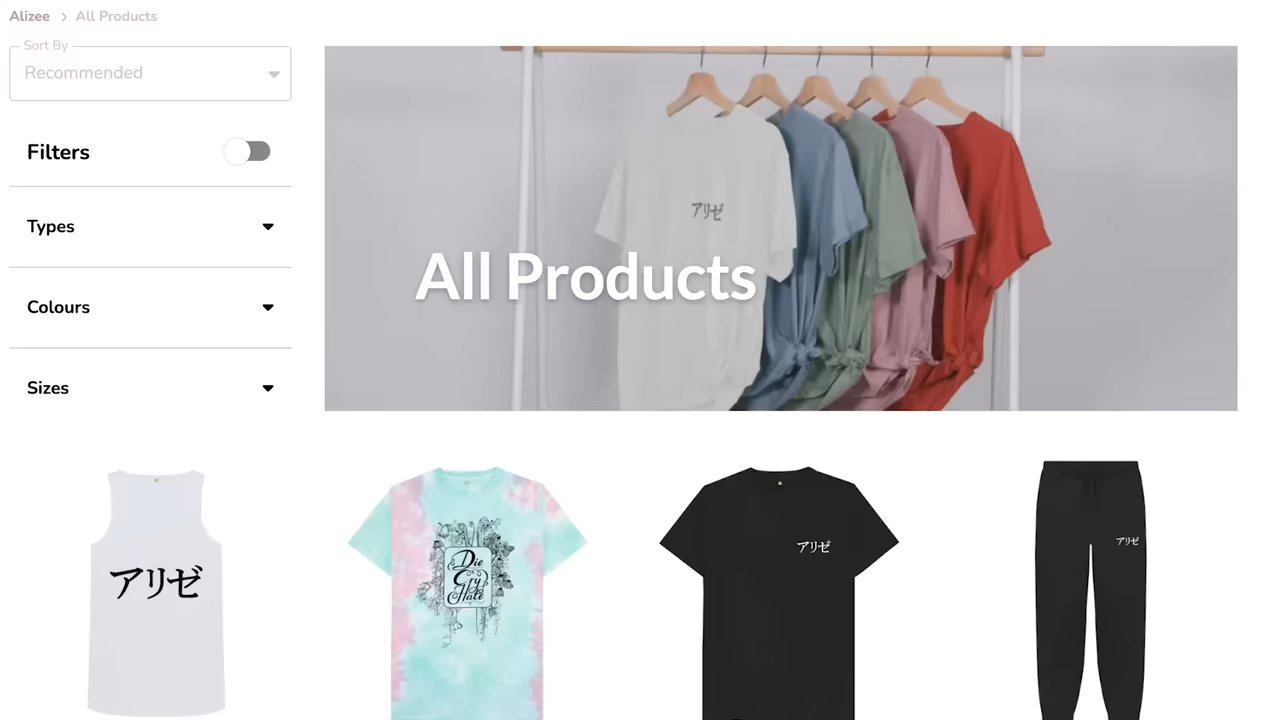 Alizee > All Products
Sort By
Recommended
Filters
Types
Colours
Sizes
アリゼ
All Products
アリゼ
Die
Cry
Hate
アリゼ
アリゼ